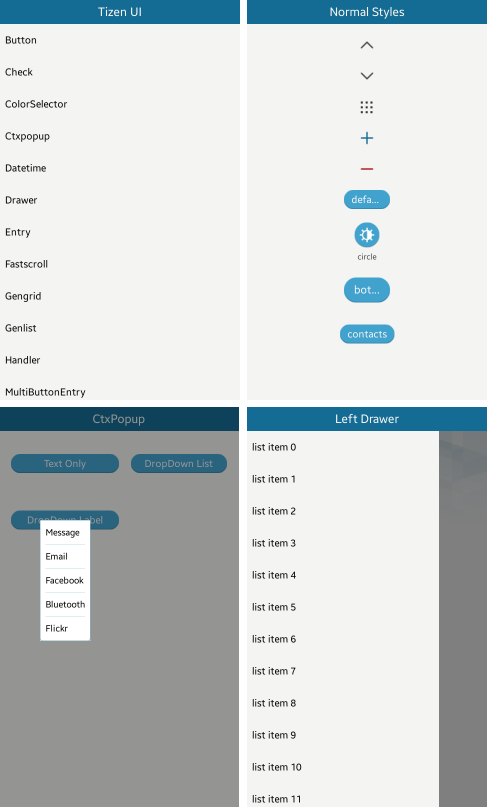 Tizen UI
Button
Check
ColorSelector
Ctxpopup
Datetime
Drawer
Entry
Fastscroll
Gengrid
Genlist
Handler
MultiButtonEntry
Normal Styles
defa...
circle
bot...
contacts
CtxPopup
Text Only
DropDown List
DropDown Label
Message
Email
Facebook
Bluetooth
Flickr
Left Drawer
list item 0
list item 1
list item 2
list item 3
list item 4
list item 5
list item 6
list item 7
list item 8
list item 9
list item 10
list item 11